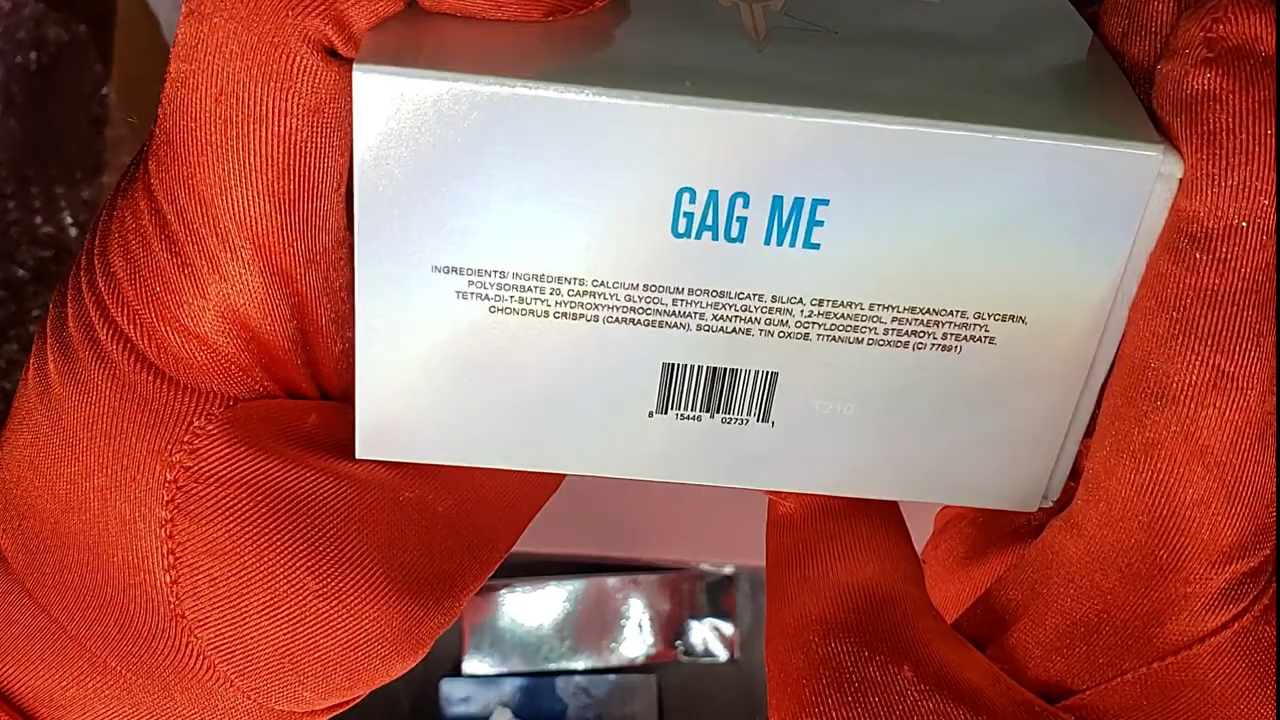 GAG ME
INGREDIENTS/ INGRÉDIENTS: CALCIUM SODIUM BOROSILICATE, SILICA, CETEARYL ETHYLHEXANOATE, GLYCERIN,
POLYSORBATE 20, CAPRYLYL GLYCOL, ETHYLHEXYLGLYCERIN, 1,2-HEXANEDIOL, PENTAERYTHRITYL
TETRA-DI-T-BUTYL HYDROXYHYDROCINNAMATE, XANTHAN GUM, OCTYLDODECYL STEAROYL STEARATE,
CHONDRUS CRISPUS (CARRAGEENAN), SQUALANE, TIN OXIDE, TITANIUM DIOXIDE (CI 77891)
8 15446 02737 1
T210